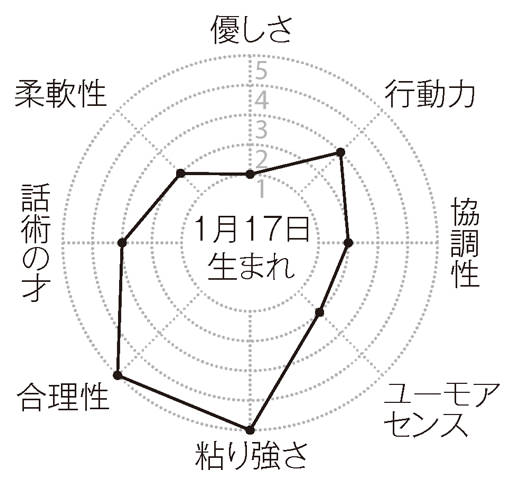 優しさ
行動力
協調性
ユーモア
センス
粘り強さ
合理性
話術の才
柔軟性
5
4
3
2
1
1月17日
生まれ